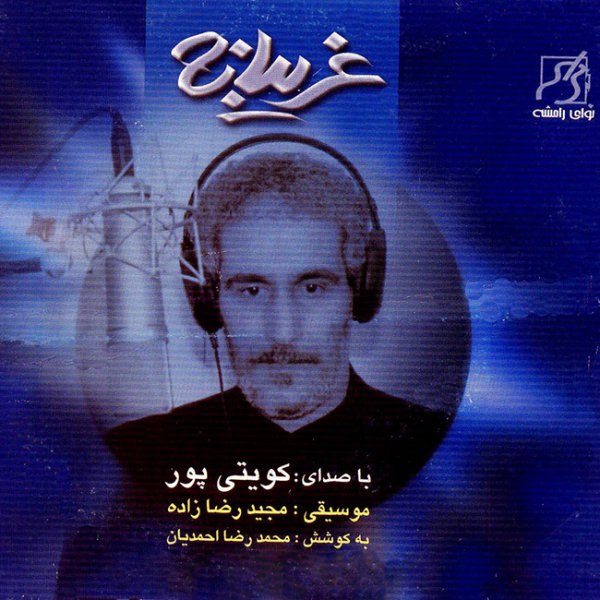 غریبانه
نوای رامشه
با صدای : کویتی پور
موسیقی : مجید رضا زاده
به کوشش : محمد رضا احمدیان